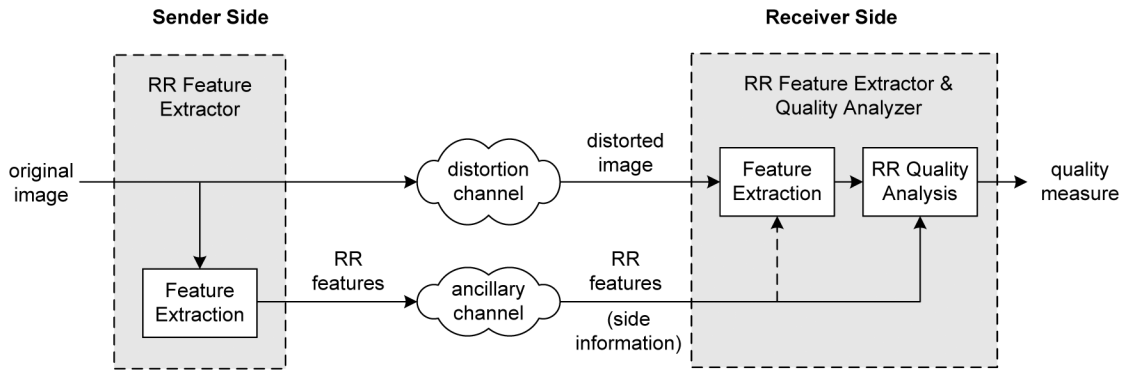 Sender Side
Receiver Side
RR Feature
Extractor
RR Feature Extractor &
Quality Analyzer
original
image
distortion
channel
distorted
image
Feature
Extraction
RR Quality
Analysis
quality
measure
Feature
Extraction
RR
features
ancillary
channel
RR
features
(side
information)